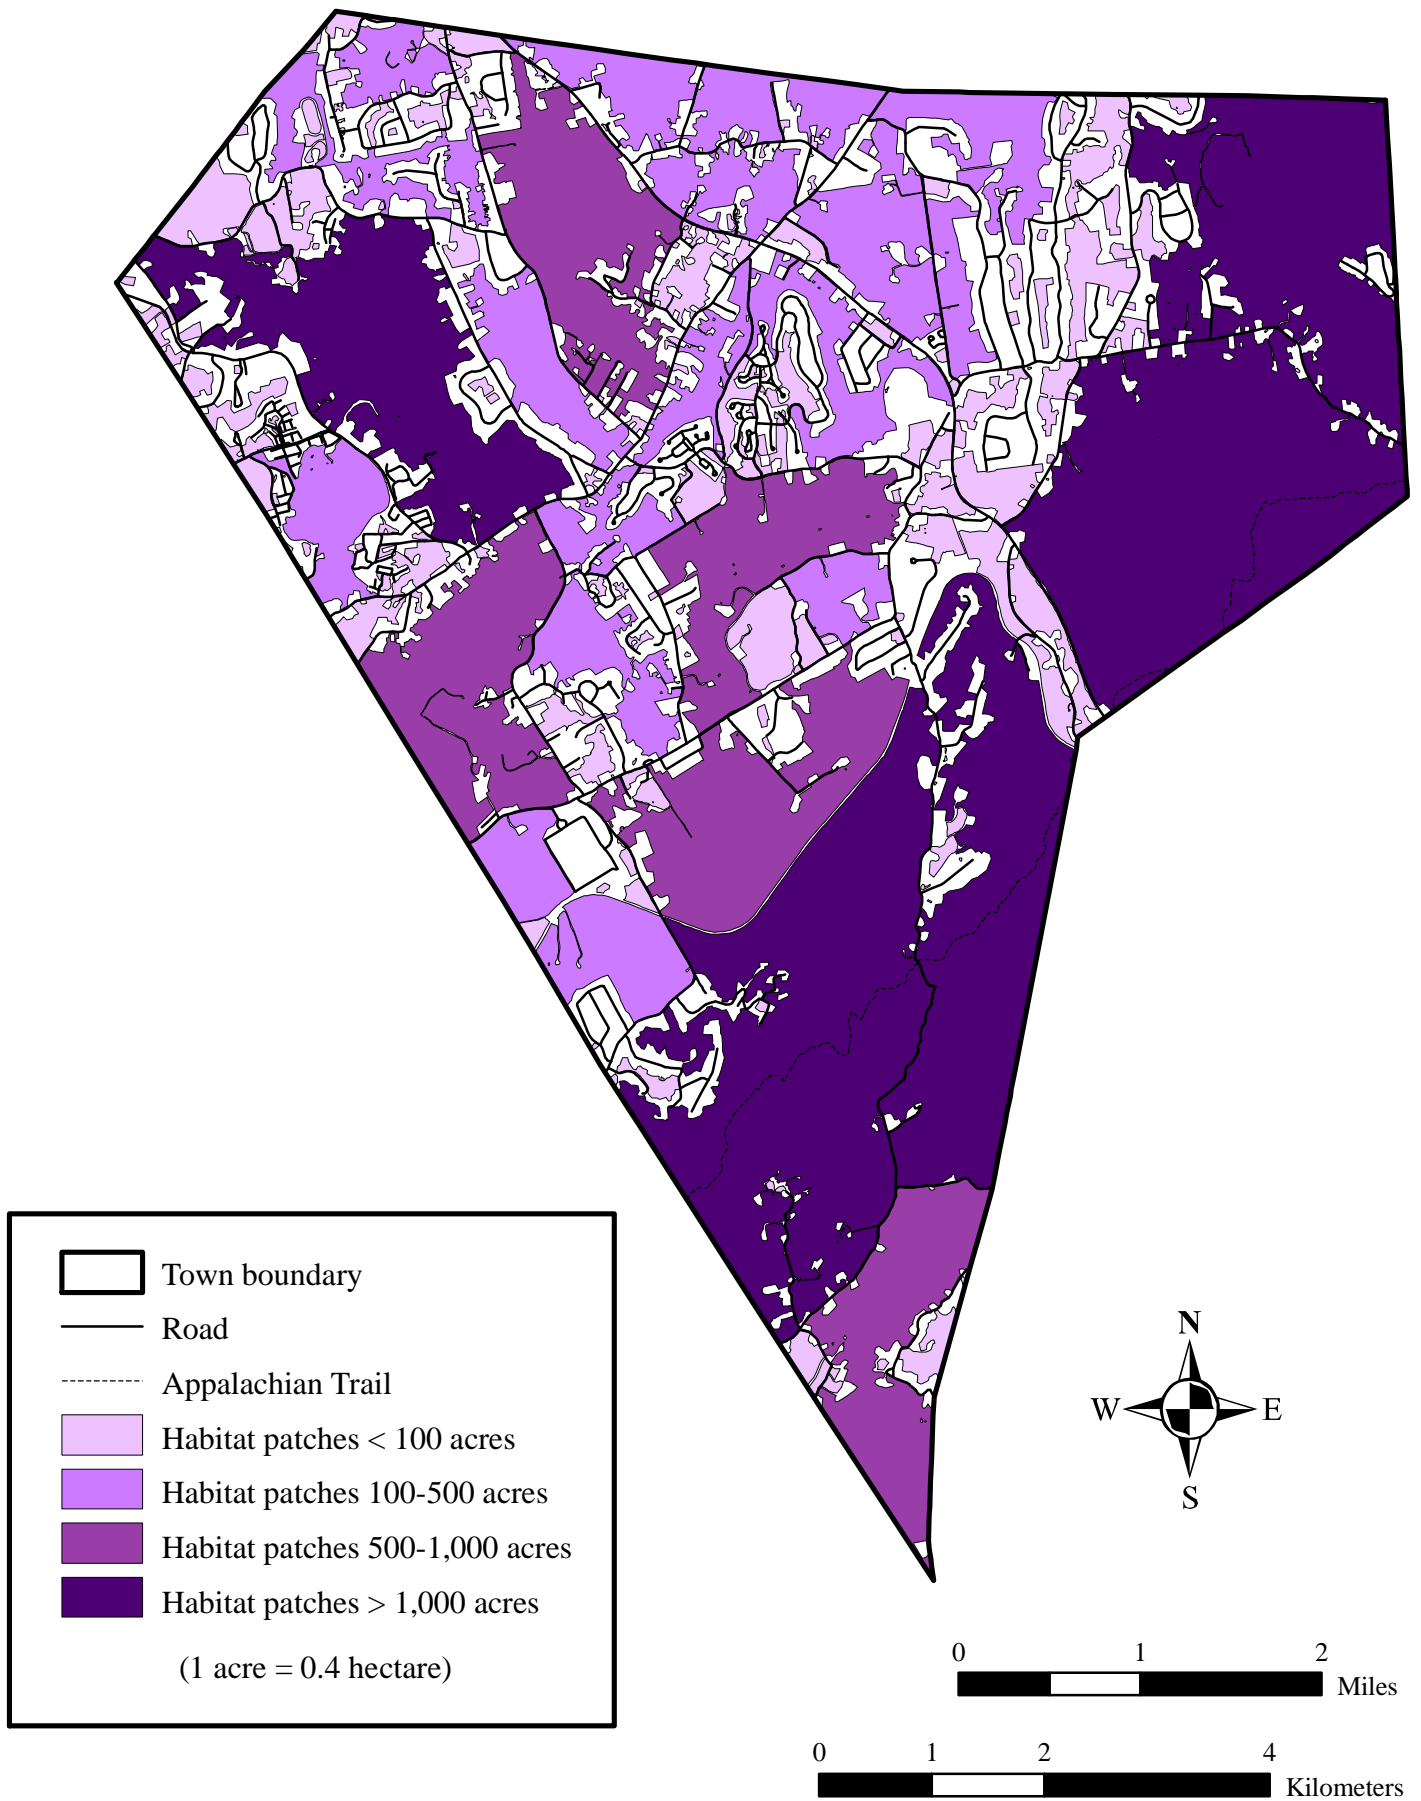 Town boundary
Road
Appalachian Trail
Habitat patches < 100 acres
Habitat patches 100-500 acres
Habitat patches 500-1,000 acres
Habitat patches > 1,000 acres
(1 acre = 0.4 hectare)
N
W E
S
0 1 2
Miles
0 1 2 4
Kilometers